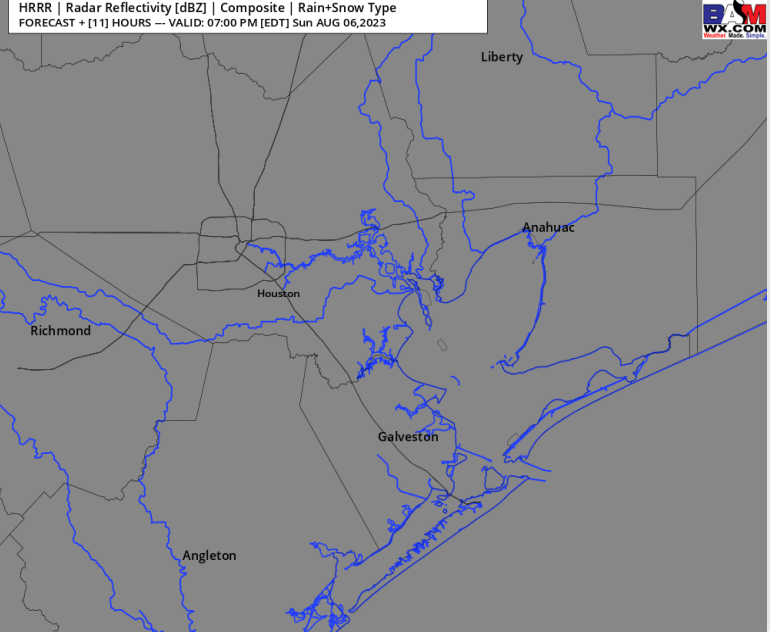 HRRR | Radar Reflectivity [dBZ] | Composite | Rain+Snow Type
FORECAST + [11] HOURS --- VALID: 07:00 PM [EDT] Sun AUG 06,2023
BAM
WX.COM
Weather. Made. Simple.
Liberty
Anahuac
Houston
Richmond
Galveston
Angleton